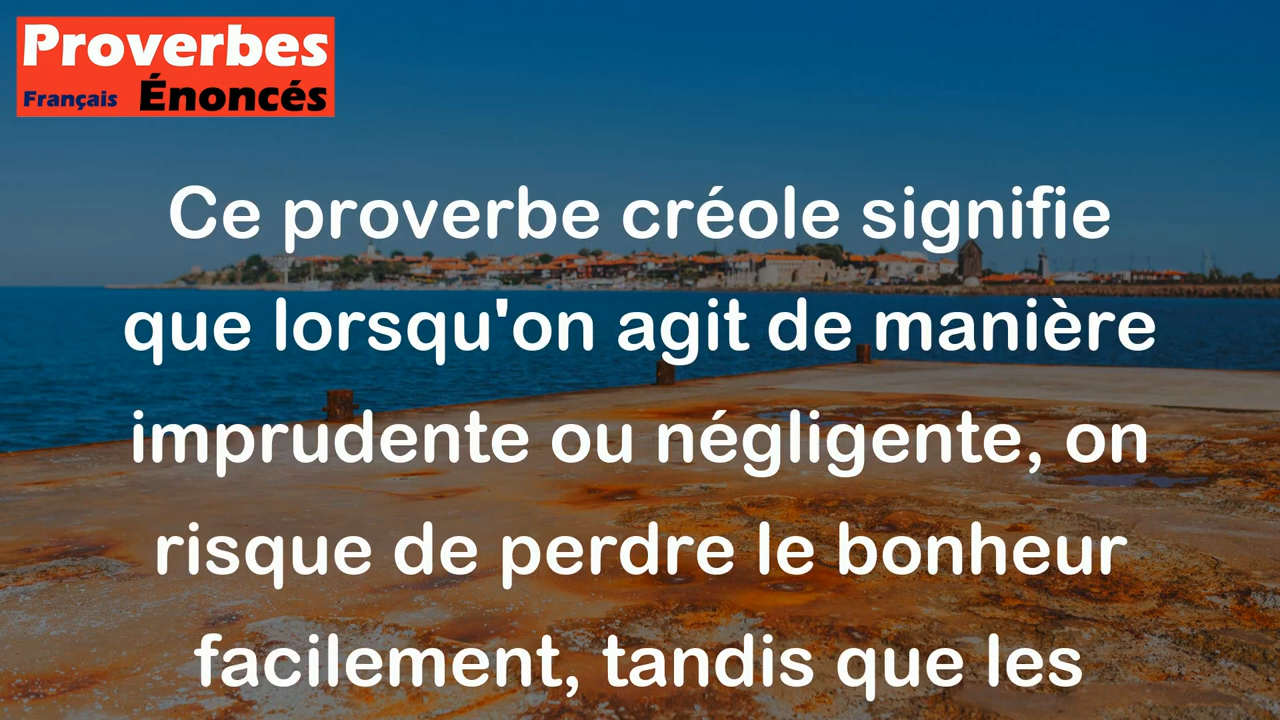 Proverbes
Français Énoncés
Ce proverbe créole signifie
que lorsqu'on agit de manière
imprudente ou négligente, on
risque de perdre le bonheur
facilement, tandis que les